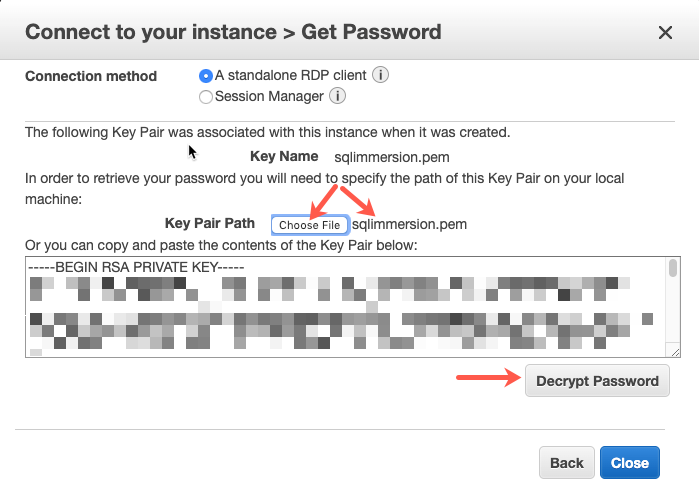 Connect to your instance > Get Password
Connection method
A standalone RDP client
Session Manager
The following Key Pair was associated with this instance when it was created.
Key Name sqlimmersion.pem
In order to retrieve your password you will need to specify the path of this Key Pair on your local
machine:
Key Pair Path Choose File sqlimmersion.pem
Or you can copy and paste the contents of the Key Pair below:
-----BEGIN RSA PRIVATE KEY-----
Decrypt Password
Back Close